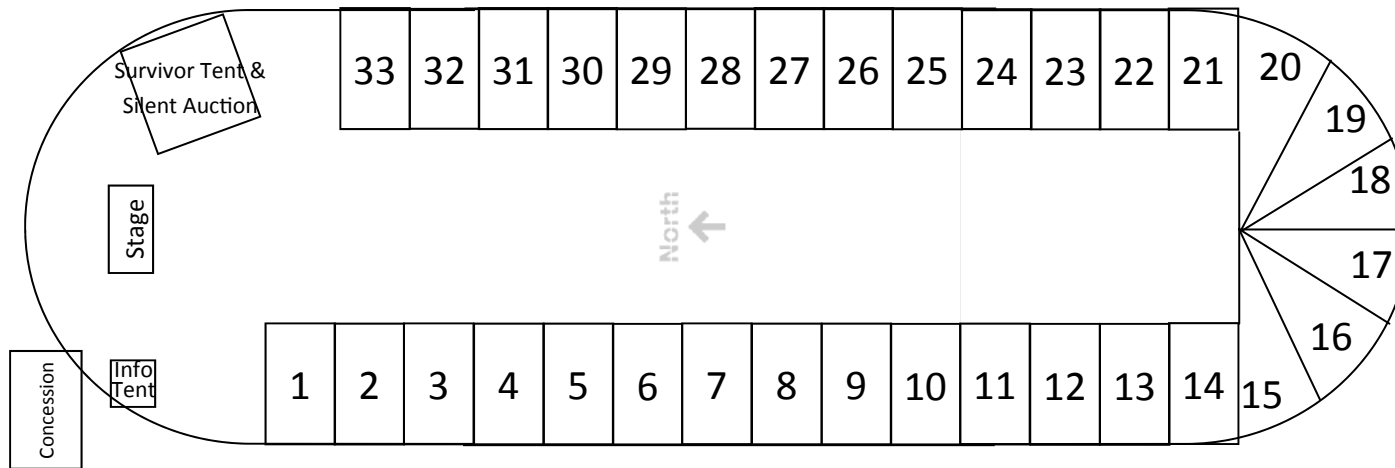 33 32 31 30 29 28 27 26 25 24 23 22 21 20
Survivor Tent &
Silent Auction
19
18
Stage
North
17
16
Info
Tent
Concession
1 2 3 4 5 6 7 8 9 10 11 12 13 14 15